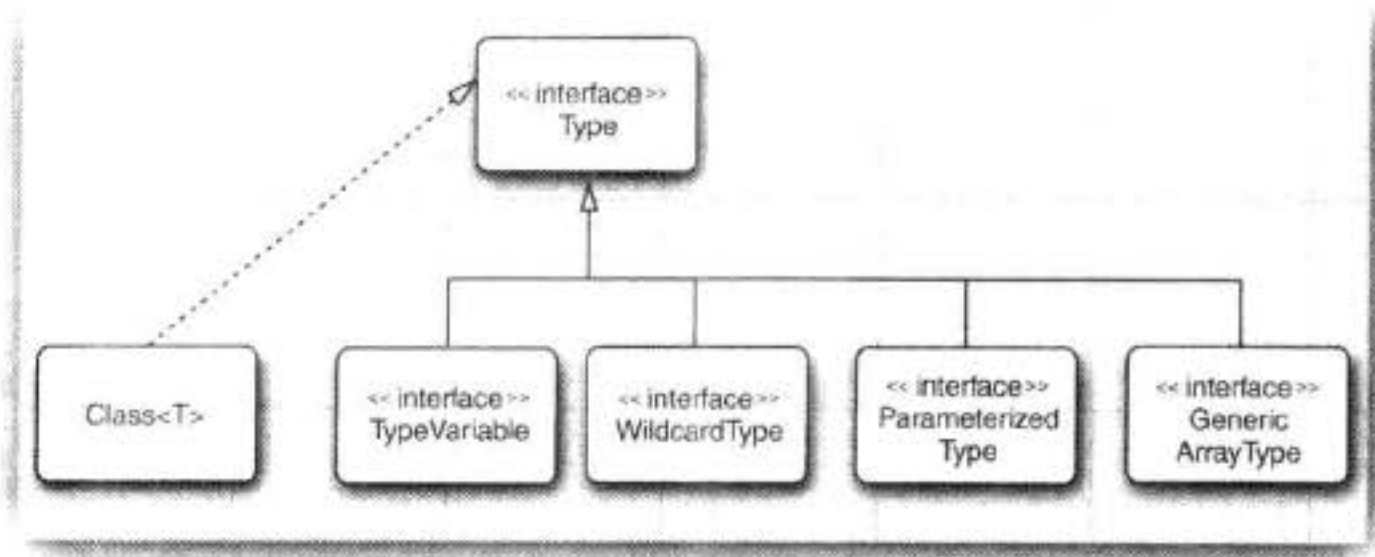 << interface >>
Type
Class<T>
<< interface >>
TypeVariable
<< interface >>
WildcardType
<< interface >>
Parameterized
Type
<< interface >>
Generic
ArrayType